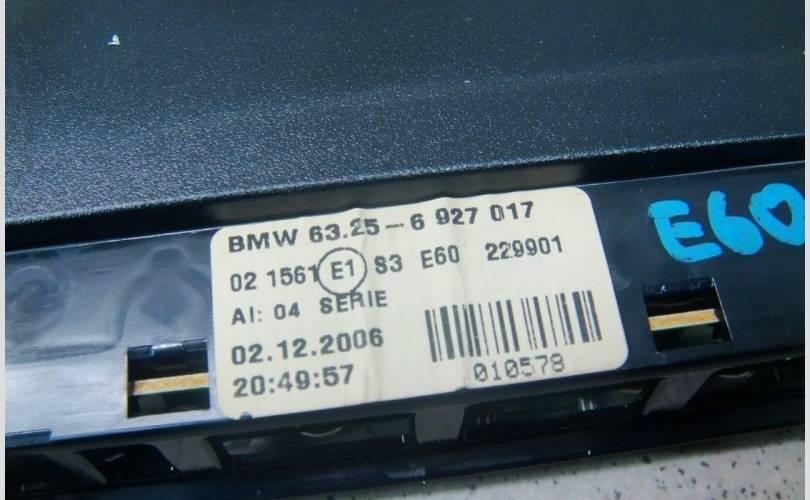 BMW 63.25-6 927 017
02 1561 E1 S3 E60 229901
AI: 04 SERIE
02.12.2006
20:49:57
010578
E60